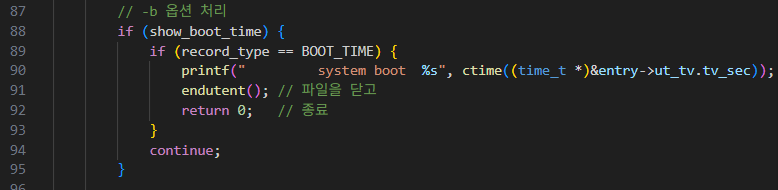 87 // -b 옵션 처리
88 if (show_boot_time) {
89 if (record_type == BOOT_TIME) {
90 printf("         system boot  %s", ctime((time_t *)&entry->ut_tv.tv_sec));
91 endutent(); // 파일을 닫고
92 return 0;   // 종료
93 }
94 continue;
95 }
96